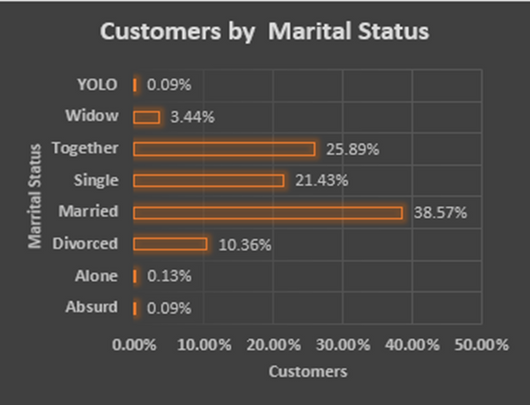 Customers by  Marital Status
YOLO 0.09%
Widow 3.44%
Together 25.89%
Single 21.43%
Married 38.57%
Divorced 10.36%
Alone 0.13%
Absurd 0.09%
Marrital Status
0.00% 10.00% 20.00% 30.00% 40.00% 50.00%
Customers